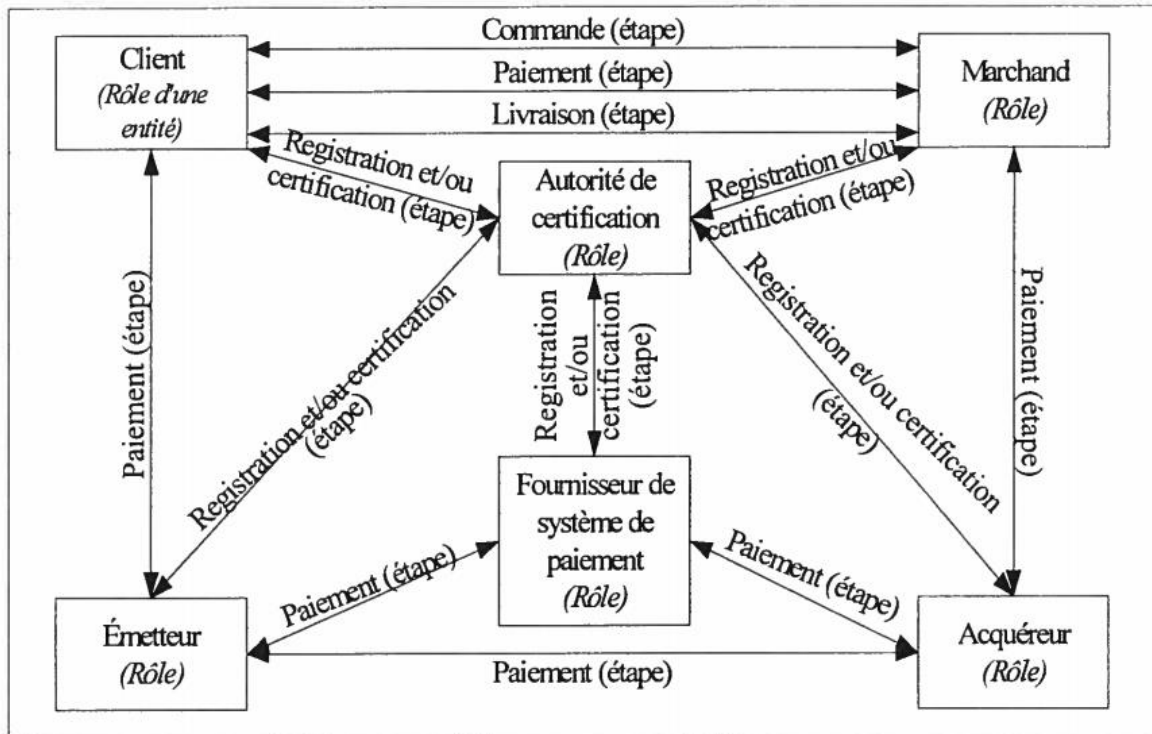 Commande (étape)
Client
(Rôle d'une
entité)
Paiement (étape)
Marchand
(Rôle)
Livraison (étape)
Registration et/ou
certification (étape)
Autorité de
certification
(Rôle)
Registration et/ou
certification (étape)
Paiement (étape)
Registration et/ou certification
(étape)
Registration
et/ou
certification
(étape)
Registration et/ou certification
(étape)
Paiement (étape)
Fournisseur de
système de
paiement
(Rôle)
Paiement (étape)
Paiement (étape)
Émetteur
(Rôle)
Paiement (étape)
Acquéreur
(Rôle)